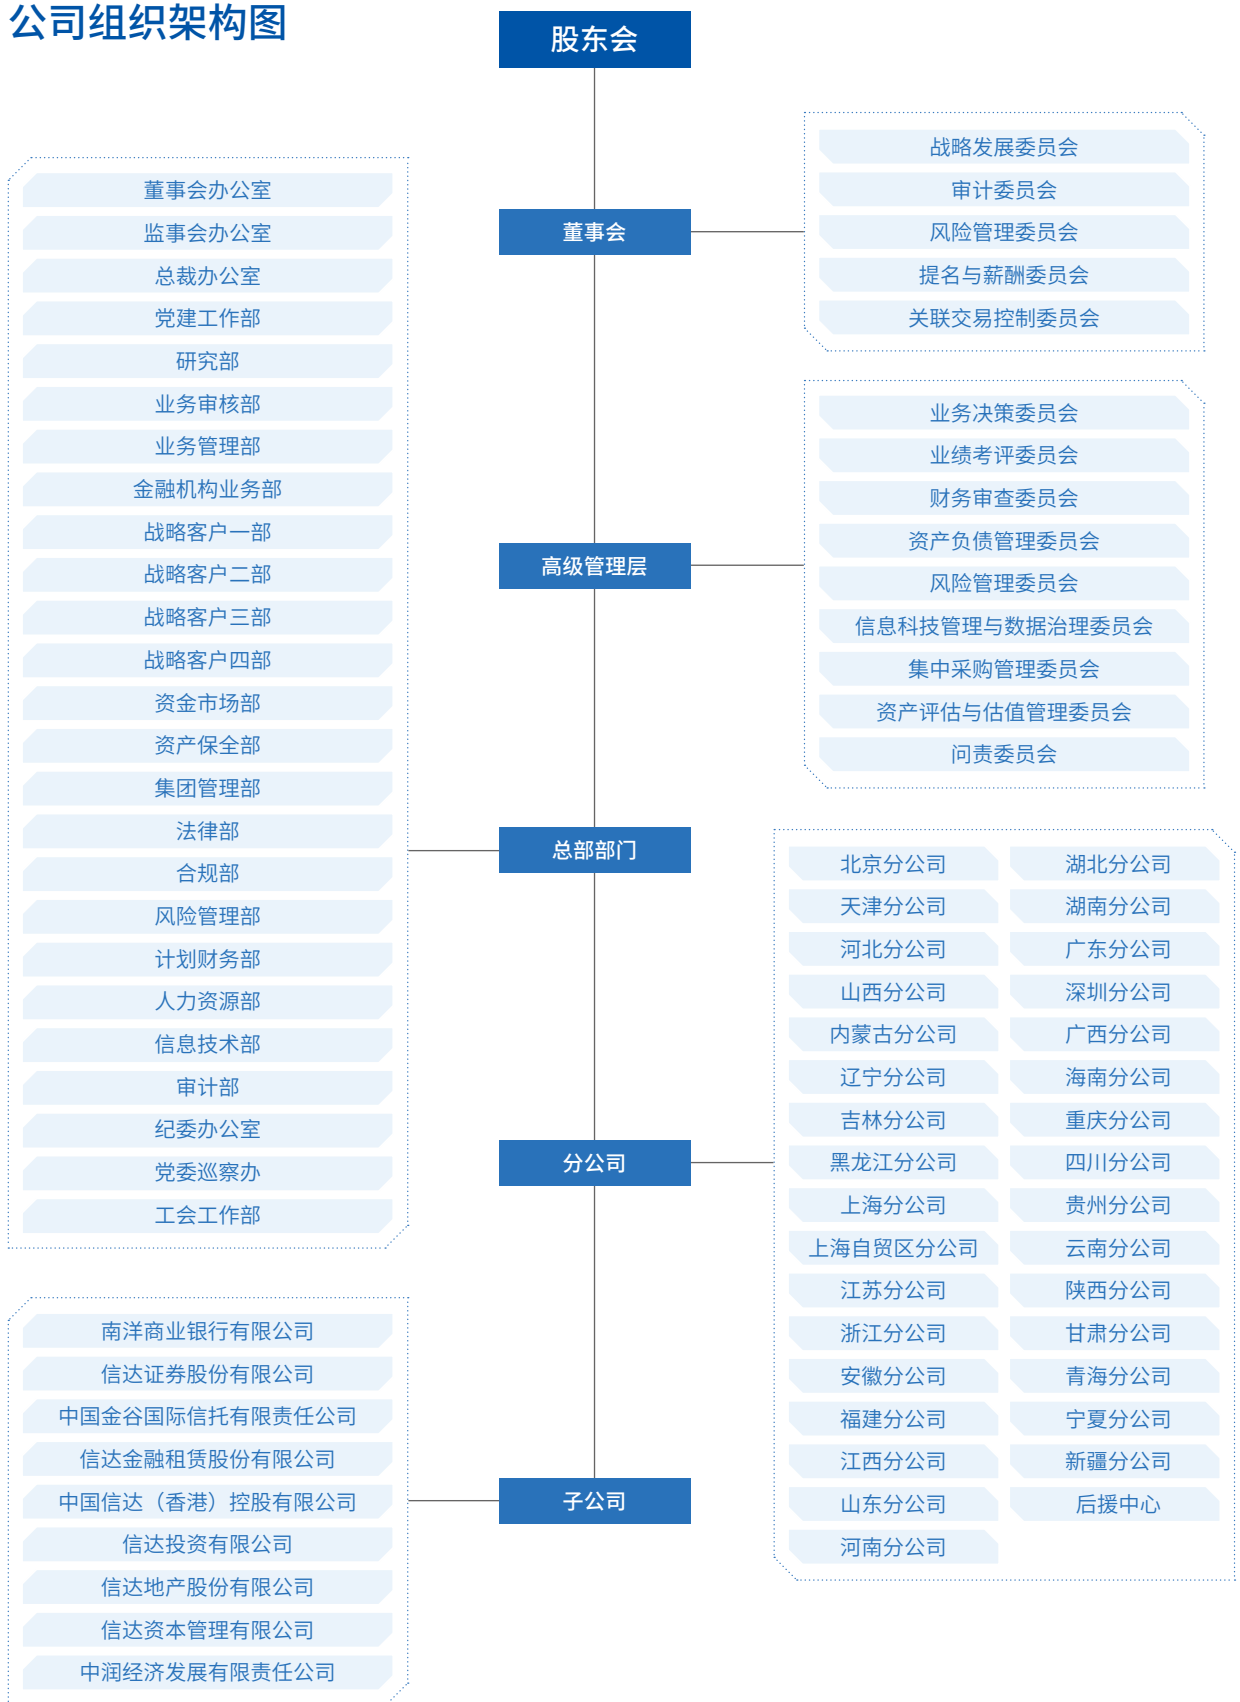 公司组织架构图
股东会
董事会
战略发展委员会
审计委员会
风险管理委员会
提名与薪酬委员会
关联交易控制委员会
高级管理层
业务决策委员会
业绩考评委员会
财务审查委员会
资产负债管理委员会
风险管理委员会
信息科技管理与数据治理委员会
集中采购管理委员会
资产评估与估值管理委员会
问责委员会
总部部门
董事会办公室
监事会办公室
总裁办公室
党建工作部
研究部
业务审核部
业务管理部
金融机构业务部
战略客户一部
战略客户二部
战略客户三部
战略客户四部
资金市场部
资产保全部
集团管理部
法律部
合规部
风险管理部
计划财务部
人力资源部
信息技术部
审计部
纪委办公室
党委巡察办
工会工作部
分公司
北京分公司
天津分公司
河北分公司
山西分公司
内蒙古分公司
辽宁分公司
吉林分公司
黑龙江分公司
上海分公司
上海自贸区分公司
江苏分公司
浙江分公司
安徽分公司
福建分公司
江西分公司
山东分公司
河南分公司
湖北分公司
湖南分公司
广东分公司
深圳分公司
广西分公司
海南分公司
重庆分公司
四川分公司
贵州分公司
云南分公司
陕西分公司
甘肃分公司
青海分公司
宁夏分公司
新疆分公司
后援中心
子公司
南洋商业银行有限公司
信达证券股份有限公司
中国金谷国际信托有限责任公司
信达金融租赁股份有限公司
中国信达（香港）控股有限公司
信达投资有限公司
信达地产股份有限公司
信达资本管理有限公司
中润经济发展有限责任公司